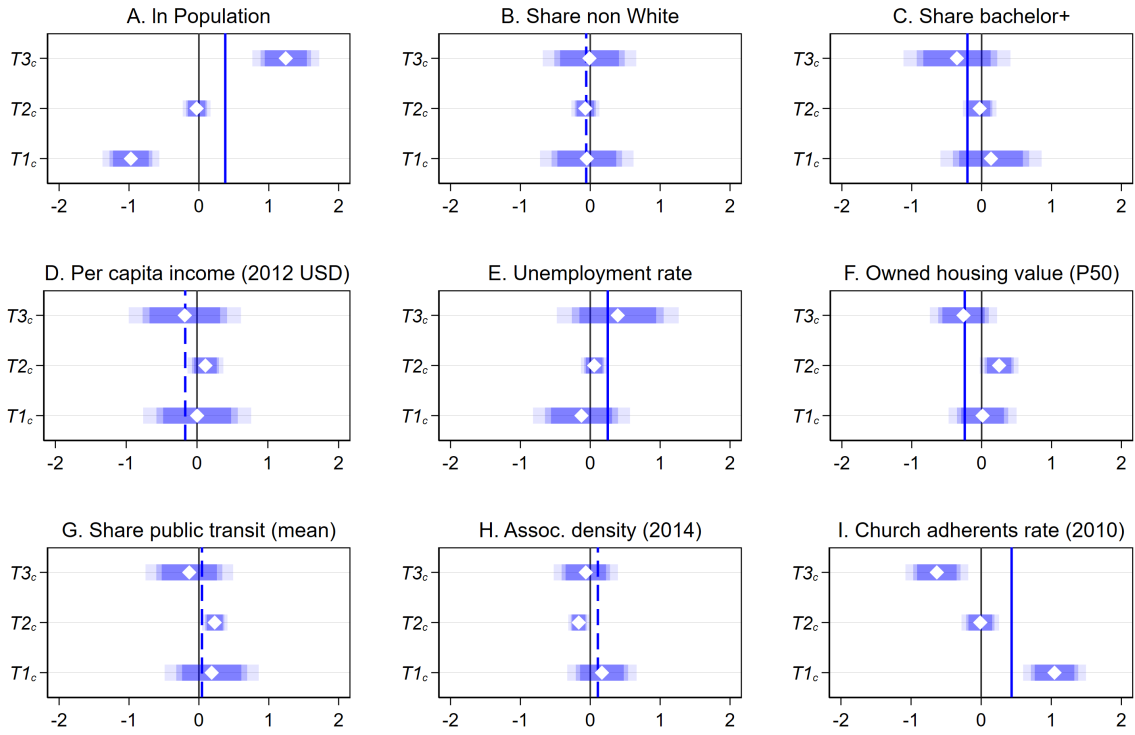 A. ln Population
B. Share non White
C. Share bachelor+
T3c
T2c
T1c
-2 -1 0 1 2
T3c
T2c
T1c
-2 -1 0 1 2
T3c
T2c
T1c
-2 -1 0 1 2
D. Per capita income (2012 USD)
E. Unemployment rate
F. Owned housing value (P50)
T3c
T2c
T1c
-2 -1 0 1 2
T3c
T2c
T1c
-2 -1 0 1 2
T3c
T2c
T1c
-2 -1 0 1 2
G. Share public transit (mean)
H. Assoc. density (2014)
I. Church adherents rate (2010)
T3c
T2c
T1c
-2 -1 0 1 2
T3c
T2c
T1c
-2 -1 0 1 2
T3c
T2c
T1c
-2 -1 0 1 2